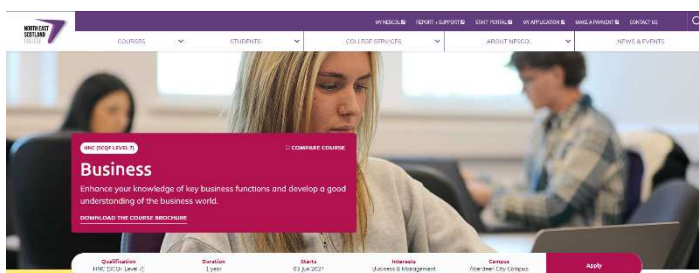 MY NESCOL
REPORT + SUPPORT
STAFF PORTAL
MY APPLICATION
MAKE A PAYMENT
CONTACT US
NORTH EAST
SCOTLAND
COLLEGE
COURSES
STUDENTS
COLLEGE SERVICES
ABOUT NESCOL
NEWS & EVENTS
HNC (SCQF LEVEL 7)
COMPARE COURSE
Business
Enhance your knowledge of key business functions and develop a good
understanding of the business world.
DOWNLOAD THE COURSE BROCHURE
Qualification
HNC (SCQF Level 7)
Duration
1 year
Starts
Interests
Business & Management
Campus
Aberdeen City Campus
Apply